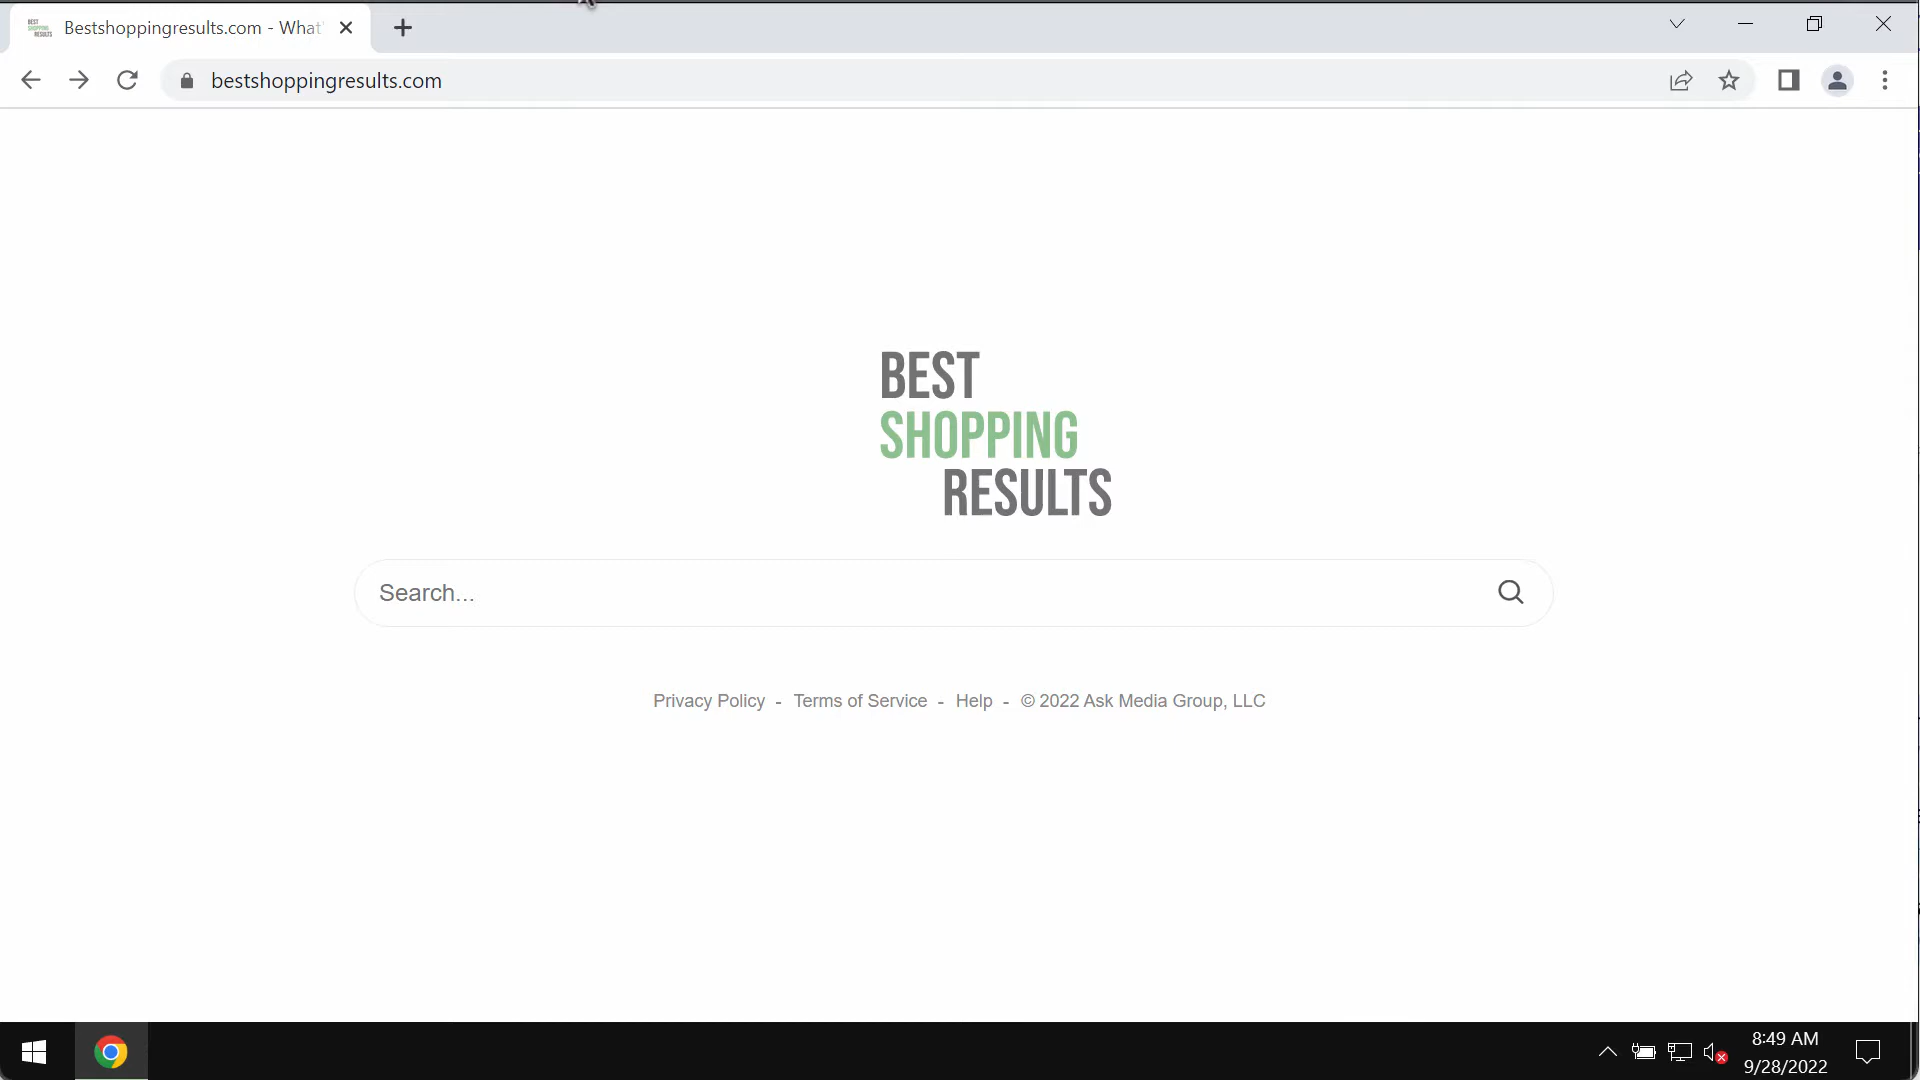 Bestshoppingresults.com - What'
bestshoppingresults.com
BEST
SHOPPING
RESULTS
Search...
Privacy Policy - Terms of Service - Help - © 2022 Ask Media Group, LLC
8:49 AM
9/28/2022